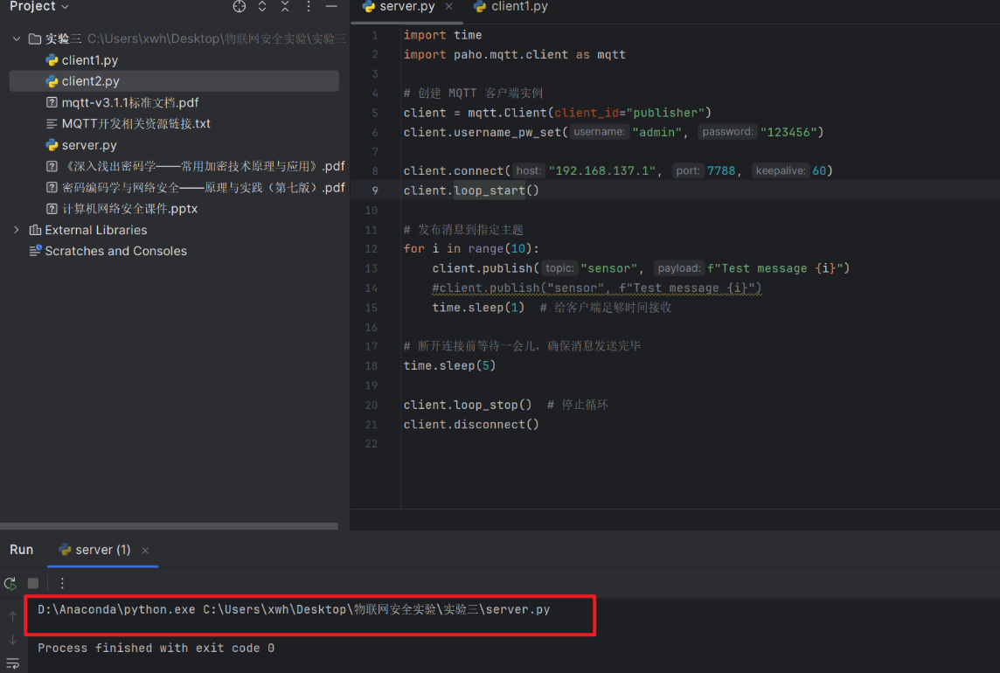 Project
实验三 C:\Users\xwh\Desktop\物联网安全实验\实验三
client1.py
client2.py
mqtt-v3.1.1标准文档.pdf
MQTT开发相关资源链接.txt
server.py
《深入浅出密码学——常用加密技术原理与应用》.pdf
密码编码学与网络安全——原理与实践（第七版）.pdf
计算机网络安全课件.pptx
External Libraries
Scratches and Consoles
server.py
client1.py
1 import time
2 import paho.mqtt.client as mqtt
3
4 # 创建 MQTT 客户端实例
5 client = mqtt.Client(client_id="publisher")
6 client.username_pw_set( username: "admin", password: "123456")
7
8 client.connect( host: "192.168.137.1", port: 7788, keepalive: 60)
9 client.loop_start()
10
11 # 发布消息到指定主题
12 for i in range(10):
13 client.publish( topic: "sensor", payload: f"Test message {i}")
14 #client.publish("sensor", f"Test message {i}")
15 time.sleep(1) # 给客户端足够时间接收
16
17 # 断开连接前等待一会儿，确保消息发送完毕
18 time.sleep(5)
19
20 client.loop_stop() # 停止循环
21 client.disconnect()
22
Run
server (1)
D:\Anaconda\python.exe C:\Users\xwh\Desktop\物联网安全实验\实验三\server.py
Process finished with exit code 0